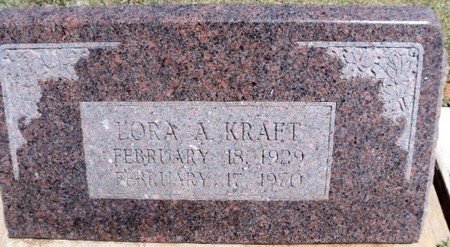 LORA A. KRAFT
FEBRUARY 18, 1929
FEBRUARY 17, 1970